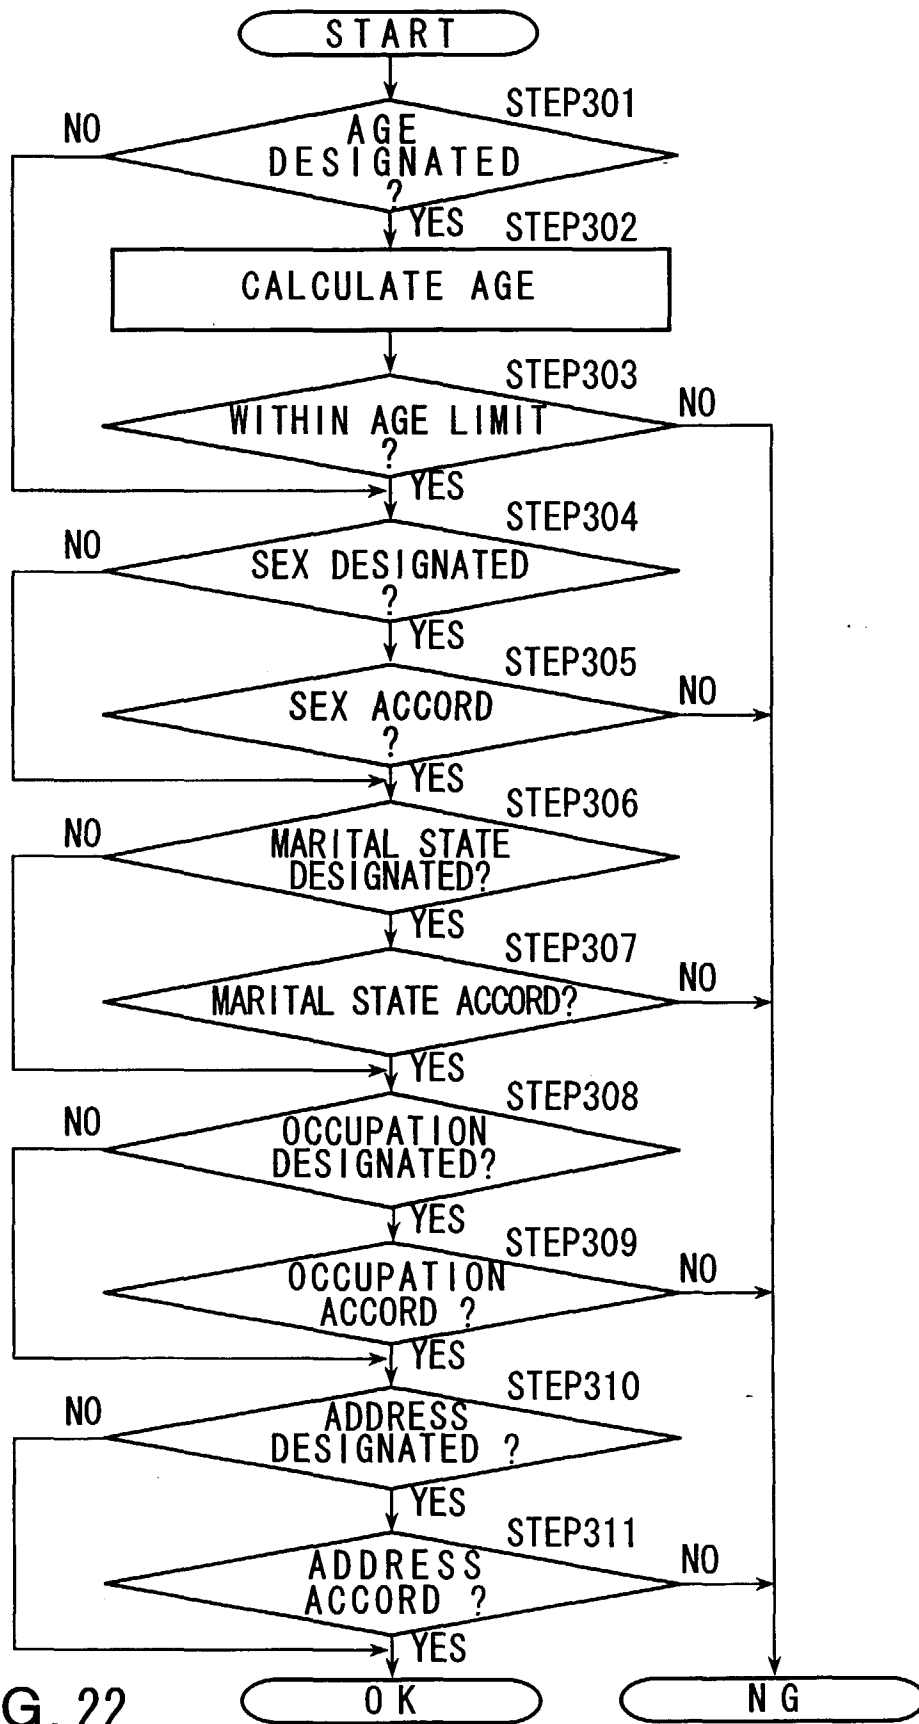 START
STEP301
NO
AGE
DESIGNATED
?
YES
STEP302
CALCULATE AGE
STEP303
NO
WITHIN AGE LIMIT
?
YES
STEP304
NO
SEX DESIGNATED
?
YES
STEP305
NO
SEX ACCORD
?
YES
STEP306
NO
MARITAL STATE
DESIGNATED?
YES
STEP307
NO
MARITAL STATE ACCORD?
YES
STEP308
NO
OCCUPATION
DESIGNATED?
YES
STEP309
NO
OCCUPATION
ACCORD ?
YES
STEP310
NO
ADDRESS
DESIGNATED ?
YES
STEP311
NO
ADDRESS
ACCORD ?
YES
G. 22
OK
NG